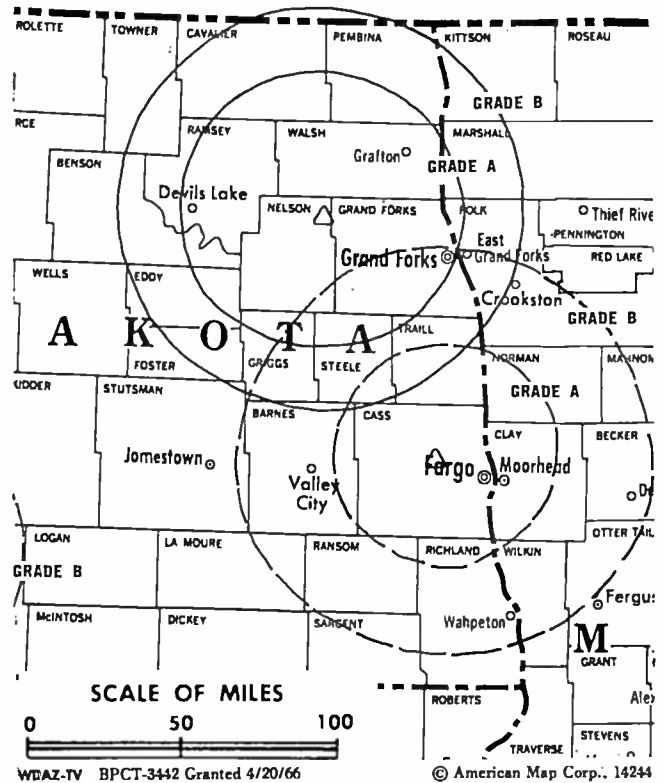 ROLETTE
TOWNER
CAVALIER
PEMBINA
KITTSON
ROSEAU
GRADE B
RCE
RAMSEY
WALSH
MARSHALL
Grafton
GRADE A
BENSON
Devils Lake
NELSON
GRAND FORKS
POLK
Thief Rive
PENNINGTON
Grand Forks
East
Grand Forks
RED LAKE
WELLS
EDDY
Crookston
GRADE B
A K O T A
TRAILL
FOSTER
GRIGGS
STEELE
NORMAN
MAHNOM
KIDDER
STUTSMAN
GRADE A
BARNES
CASS
CLAY
BECKER
Jamestown
Valley
City
Fargo
Moorhead
D
LOGAN
LA MOURE
RANSOM
RICHLAND
WILKIN
OTTER TAIL
GRADE B
Fergus
McINTOSH
DICKEY
SARGENT
Wahpeton
M
GRANT
SCALE OF MILES
ROBERTS
Alex
0 50 100
STEVENS
TRAVERSE
WDAZ-TV BPCT-3442 Granted 4/20/66
© American Map Corp., 14244